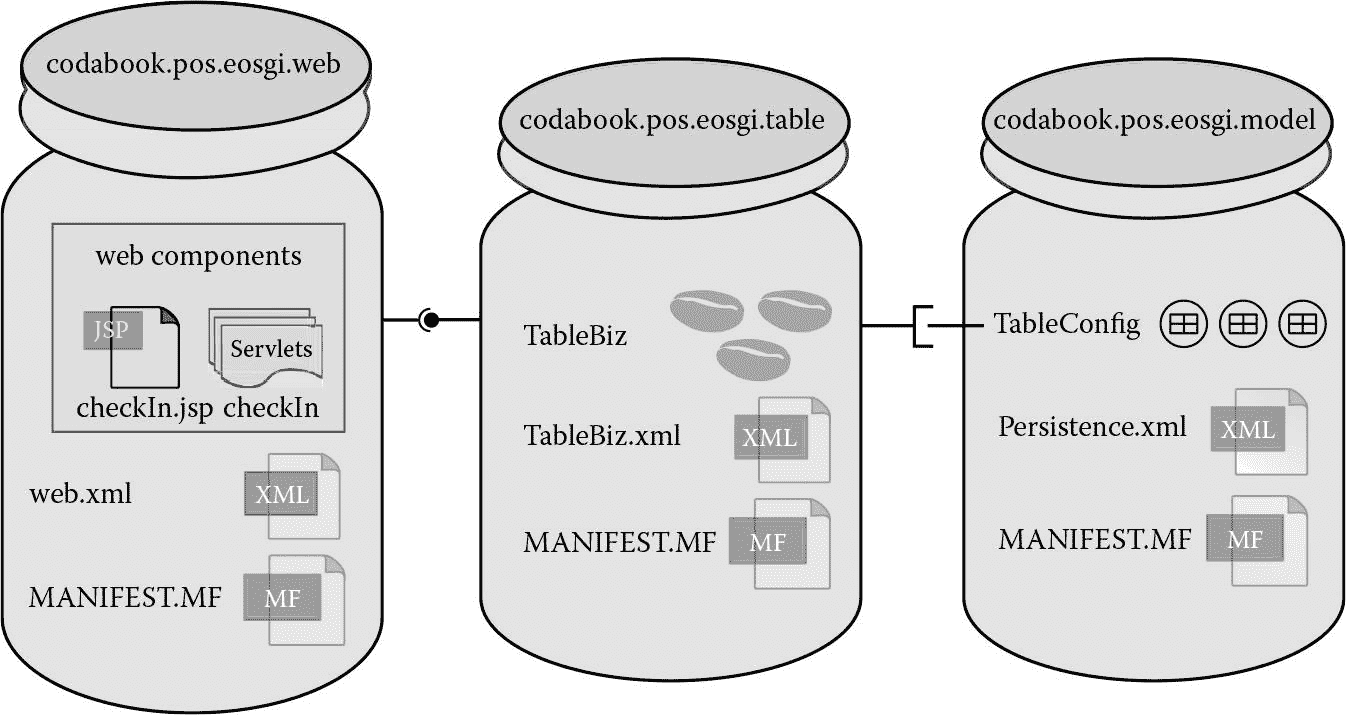 codabook.pos.eosgi.web
web components
JSP
Servlets
checkIn.jsp checkIn
web.xml
XML
MANIFEST.MF
MF
codabook.pos.eosgi.table
TableBiz
TableBiz.xml
XML
MANIFEST.MF
MF
codabook.pos.eosgi.model
TableConfig
Persistence.xml
XML
MANIFEST.MF
MF